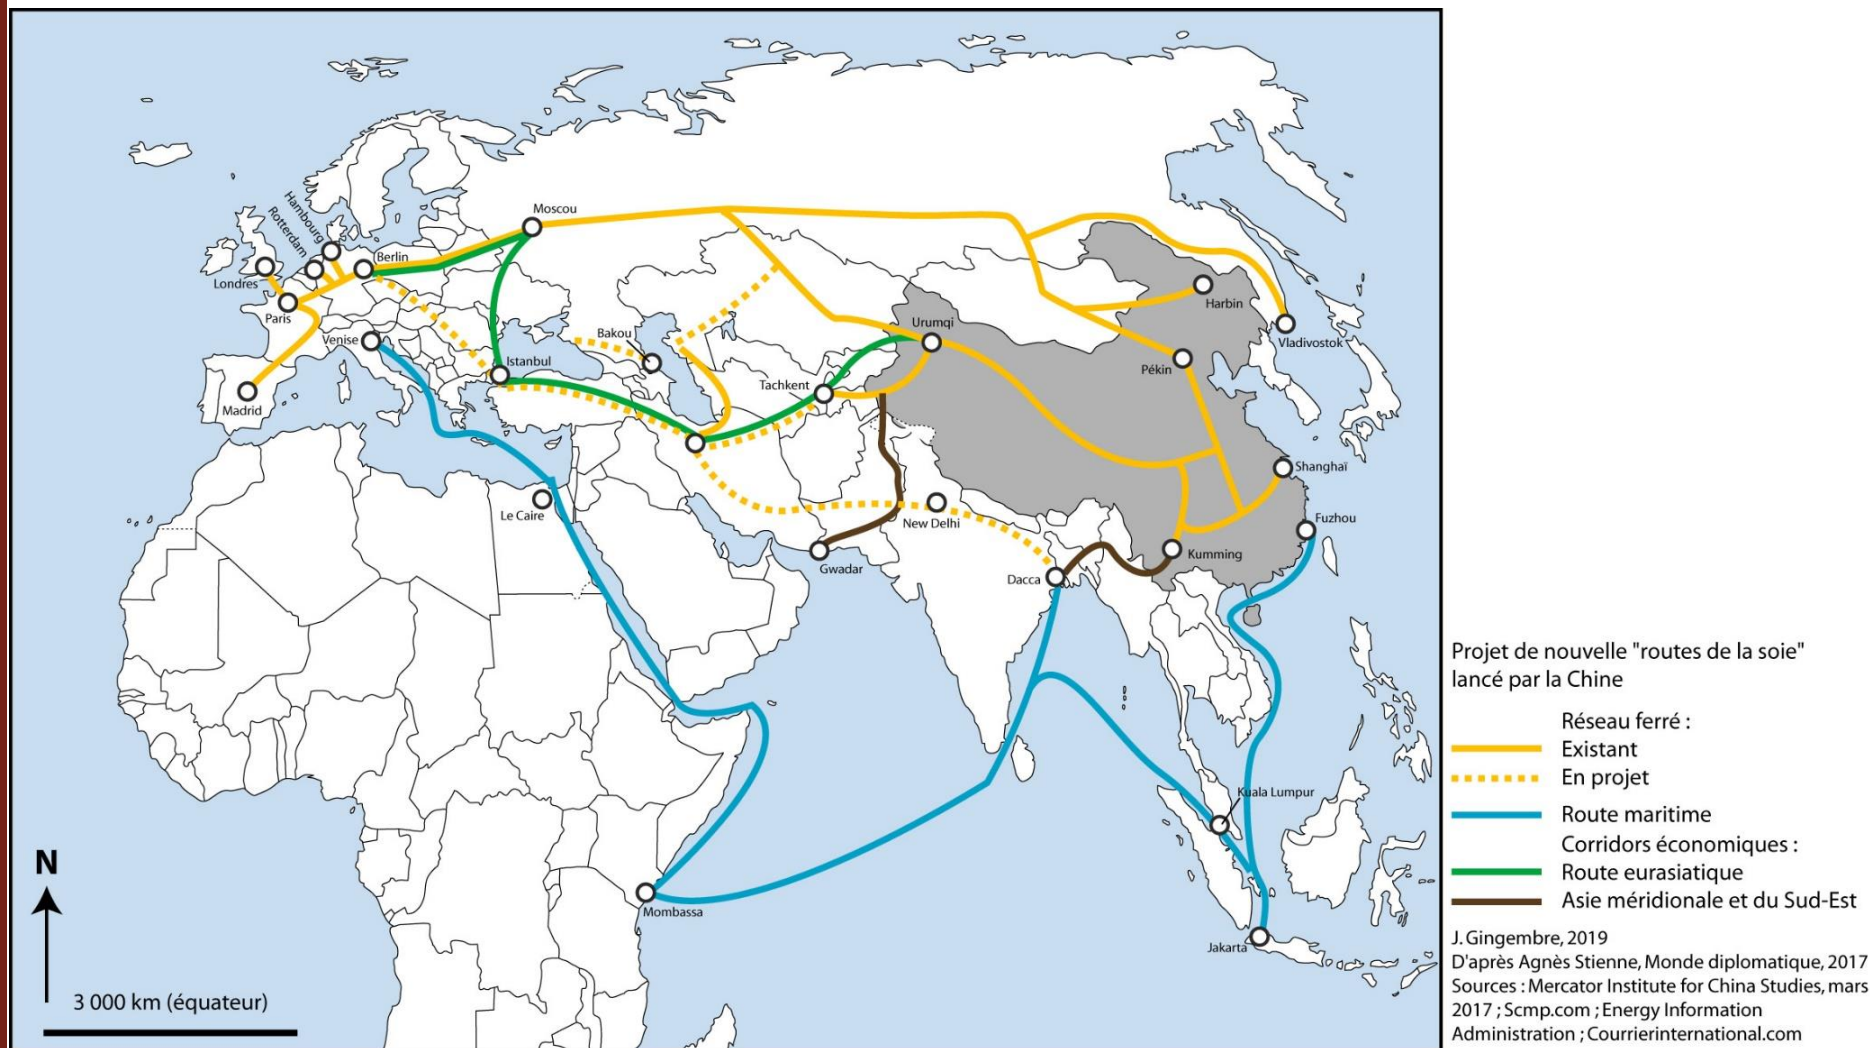 Moscou
Hambourg
Rotterdam
Berlin
Londres
Paris
Venise
Madrid
Istanbul
Bakou
Tachkent
Urumqi
Harbin
Vladivostok
Pékin
Shanghaï
Fuzhou
Kumming
Le Caire
New Delhi
Gwadar
Dacca
Kuala Lumpur
Mombassa
Jakarta
N
3 000 km (équateur)
Projet de nouvelle "routes de la soie"
lancé par la Chine
Réseau ferré :
Existant
En projet
Route maritime
Corridors économiques :
Route eurasiatique
Asie méridionale et du Sud-Est
J. Gingembre, 2019
D'après Agnès Stienne, Monde diplomatique, 2017
Sources : Mercator Institute for China Studies, mars
2017 ; Scmp.com ; Energy Information
Administration ; Courrierinternational.com